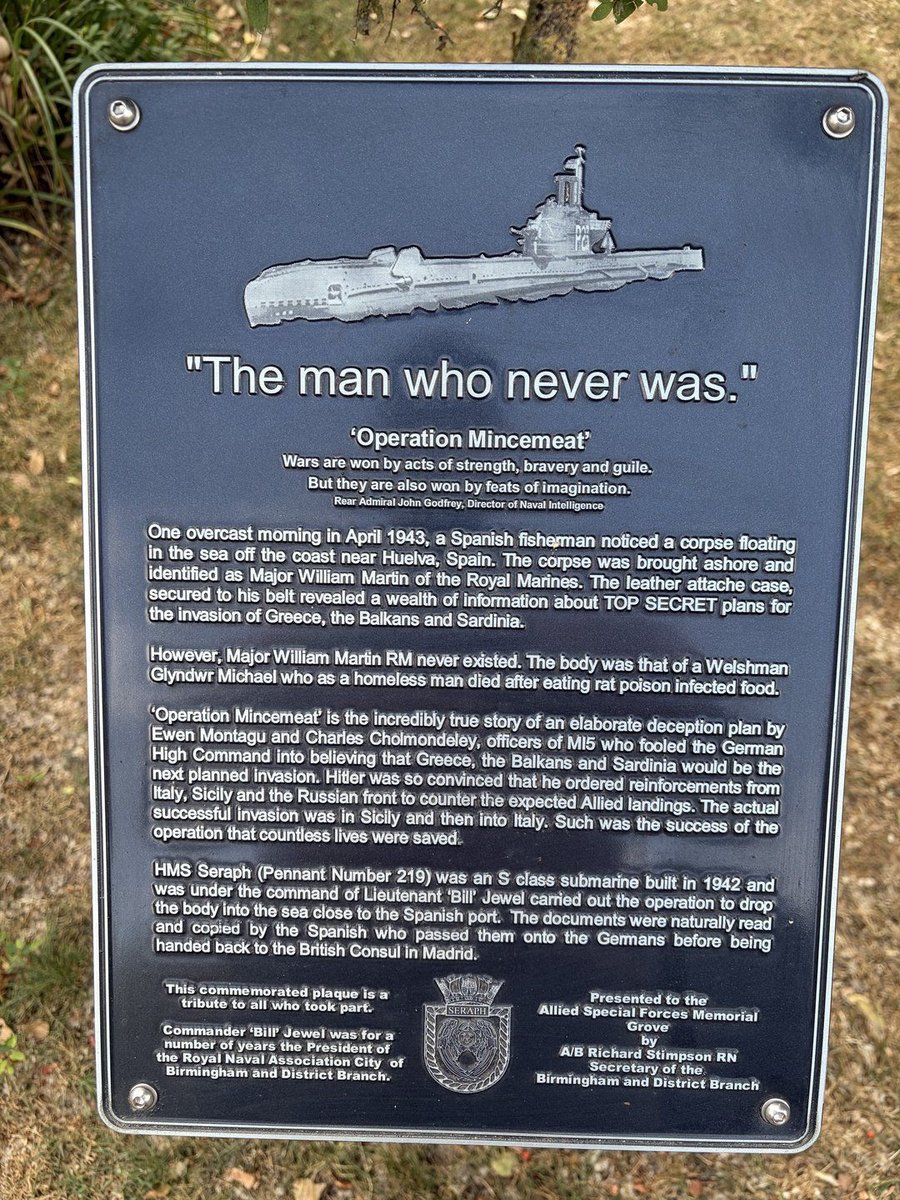 "The man who never was."
‘Operation Mincemeat’
Wars are won by acts of strength, bravery and guile.
But they are also won by feats of imagination.
Rear Admiral John Godfrey, Director of Naval Intelligence
One overcast morning in April 1943, a Spanish fisherman noticed a corpse floating
in the sea off the coast near Huelva, Spain. The corpse was brought ashore and
identified as Major William Martin of the Royal Marines. The leather attache case,
secured to his belt revealed a wealth of information about TOP SECRET plans for
the invasion of Greece, the Balkans and Sardinia.
However, Major William Martin RM never existed. The body was that of a Welshman
Glyndwr Michael who as a homeless man died after eating rat poison infected food.
‘Operation Mincemeat’ is the incredibly true story of an elaborate deception plan by
Ewen Montagu and Charles Cholmondeley, officers of MI5 who fooled the German
High Command into believing that Greece, the Balkans and Sardinia would be the
next planned invasion. Hitler was so convinced that he ordered reinforcements from
Italy, Sicily and the Russian front to counter the expected Allied landings. The actual
successful invasion was in Sicily and then into Italy. Such was the success of the
operation that countless lives were saved.
HMS Seraph (Pennant Number 219) was an S class submarine built in 1942 and
was under the command of Lieutenant ‘Bill’ Jewel carried out the operation to drop
the body into the sea close to the Spanish port. The documents were naturally read
and copied by the Spanish who passed them onto the Germans before being
handed back to the British Consul in Madrid.
This commemorated plaque is a
tribute to all who took part.
Commander ‘Bill’ Jewel was for a
number of years the President of
the Royal Naval Association City of
Birmingham and District Branch.
SERAPH
Presented to the
Allied Special Forces Memorial
Grove
by
A/B Richard Stimpson RN
Secretary of the
Birmingham and District Branch